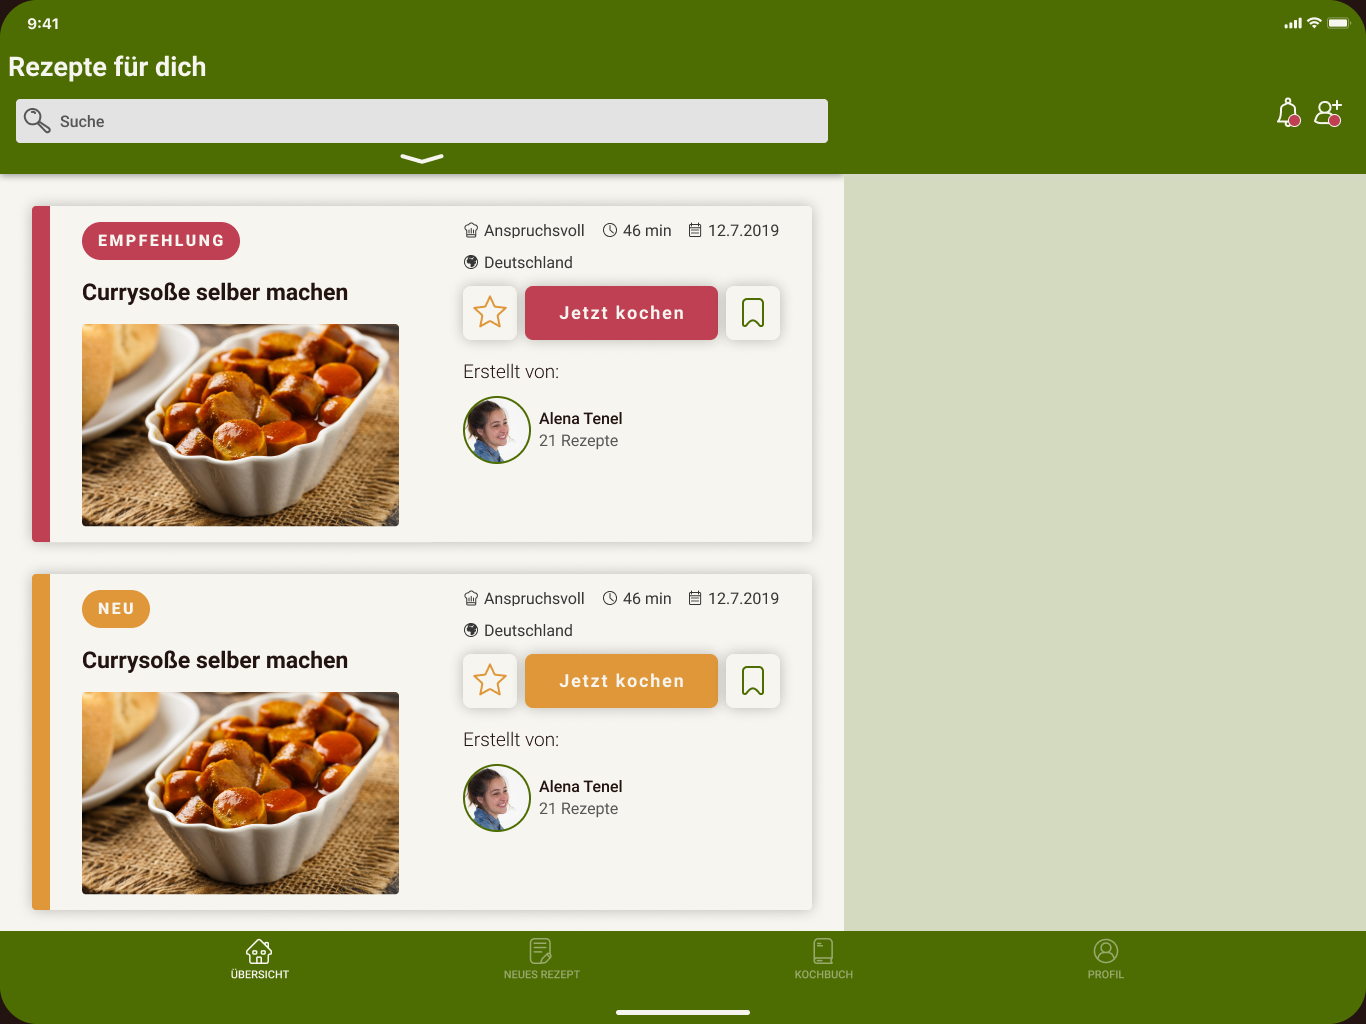 9:41
Rezepte für dich
Suche
EMPFEHLUNG
Currysoße selber machen
Anspruchsvoll 46 min 12.7.2019
Deutschland
Jetzt kochen
Erstellt von:
Alena Tenel
21 Rezepte
NEU
Currysoße selber machen
Anspruchsvoll 46 min 12.7.2019
Deutschland
Jetzt kochen
Erstellt von:
Alena Tenel
21 Rezepte
ÜBERSICHT NEUES REZEPT KOCHBUCH PROFIL